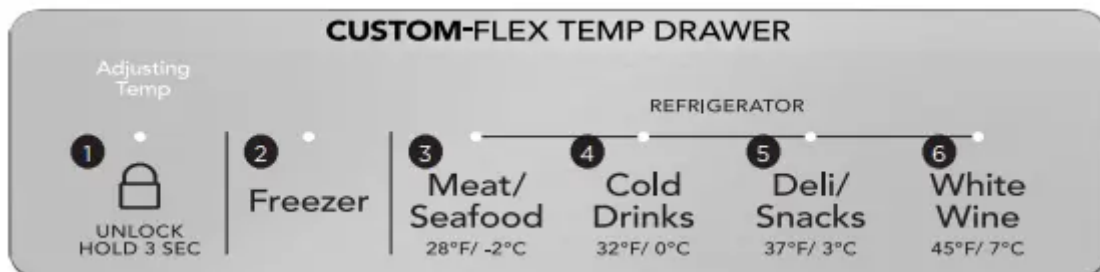 CUSTOM-FLEX TEMP DRAWER
Adjusting
Temp
REFRIGERATOR
1
UNLOCK
HOLD 3 SEC
2
Freezer
3
Meat/
Seafood
28°F/ -2°C
4
Cold
Drinks
32°F/ 0°C
5
Deli/
Snacks
37°F/ 3°C
6
White
Wine
45°F/ 7°C